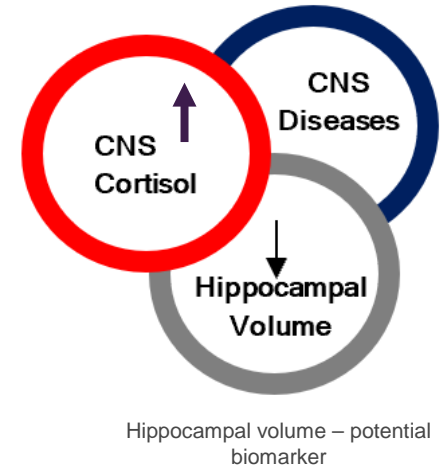 CNS
Diseases
CNS
Cortisol
Hippocampal
Volume
Hippocampal volume – potential
biomarker